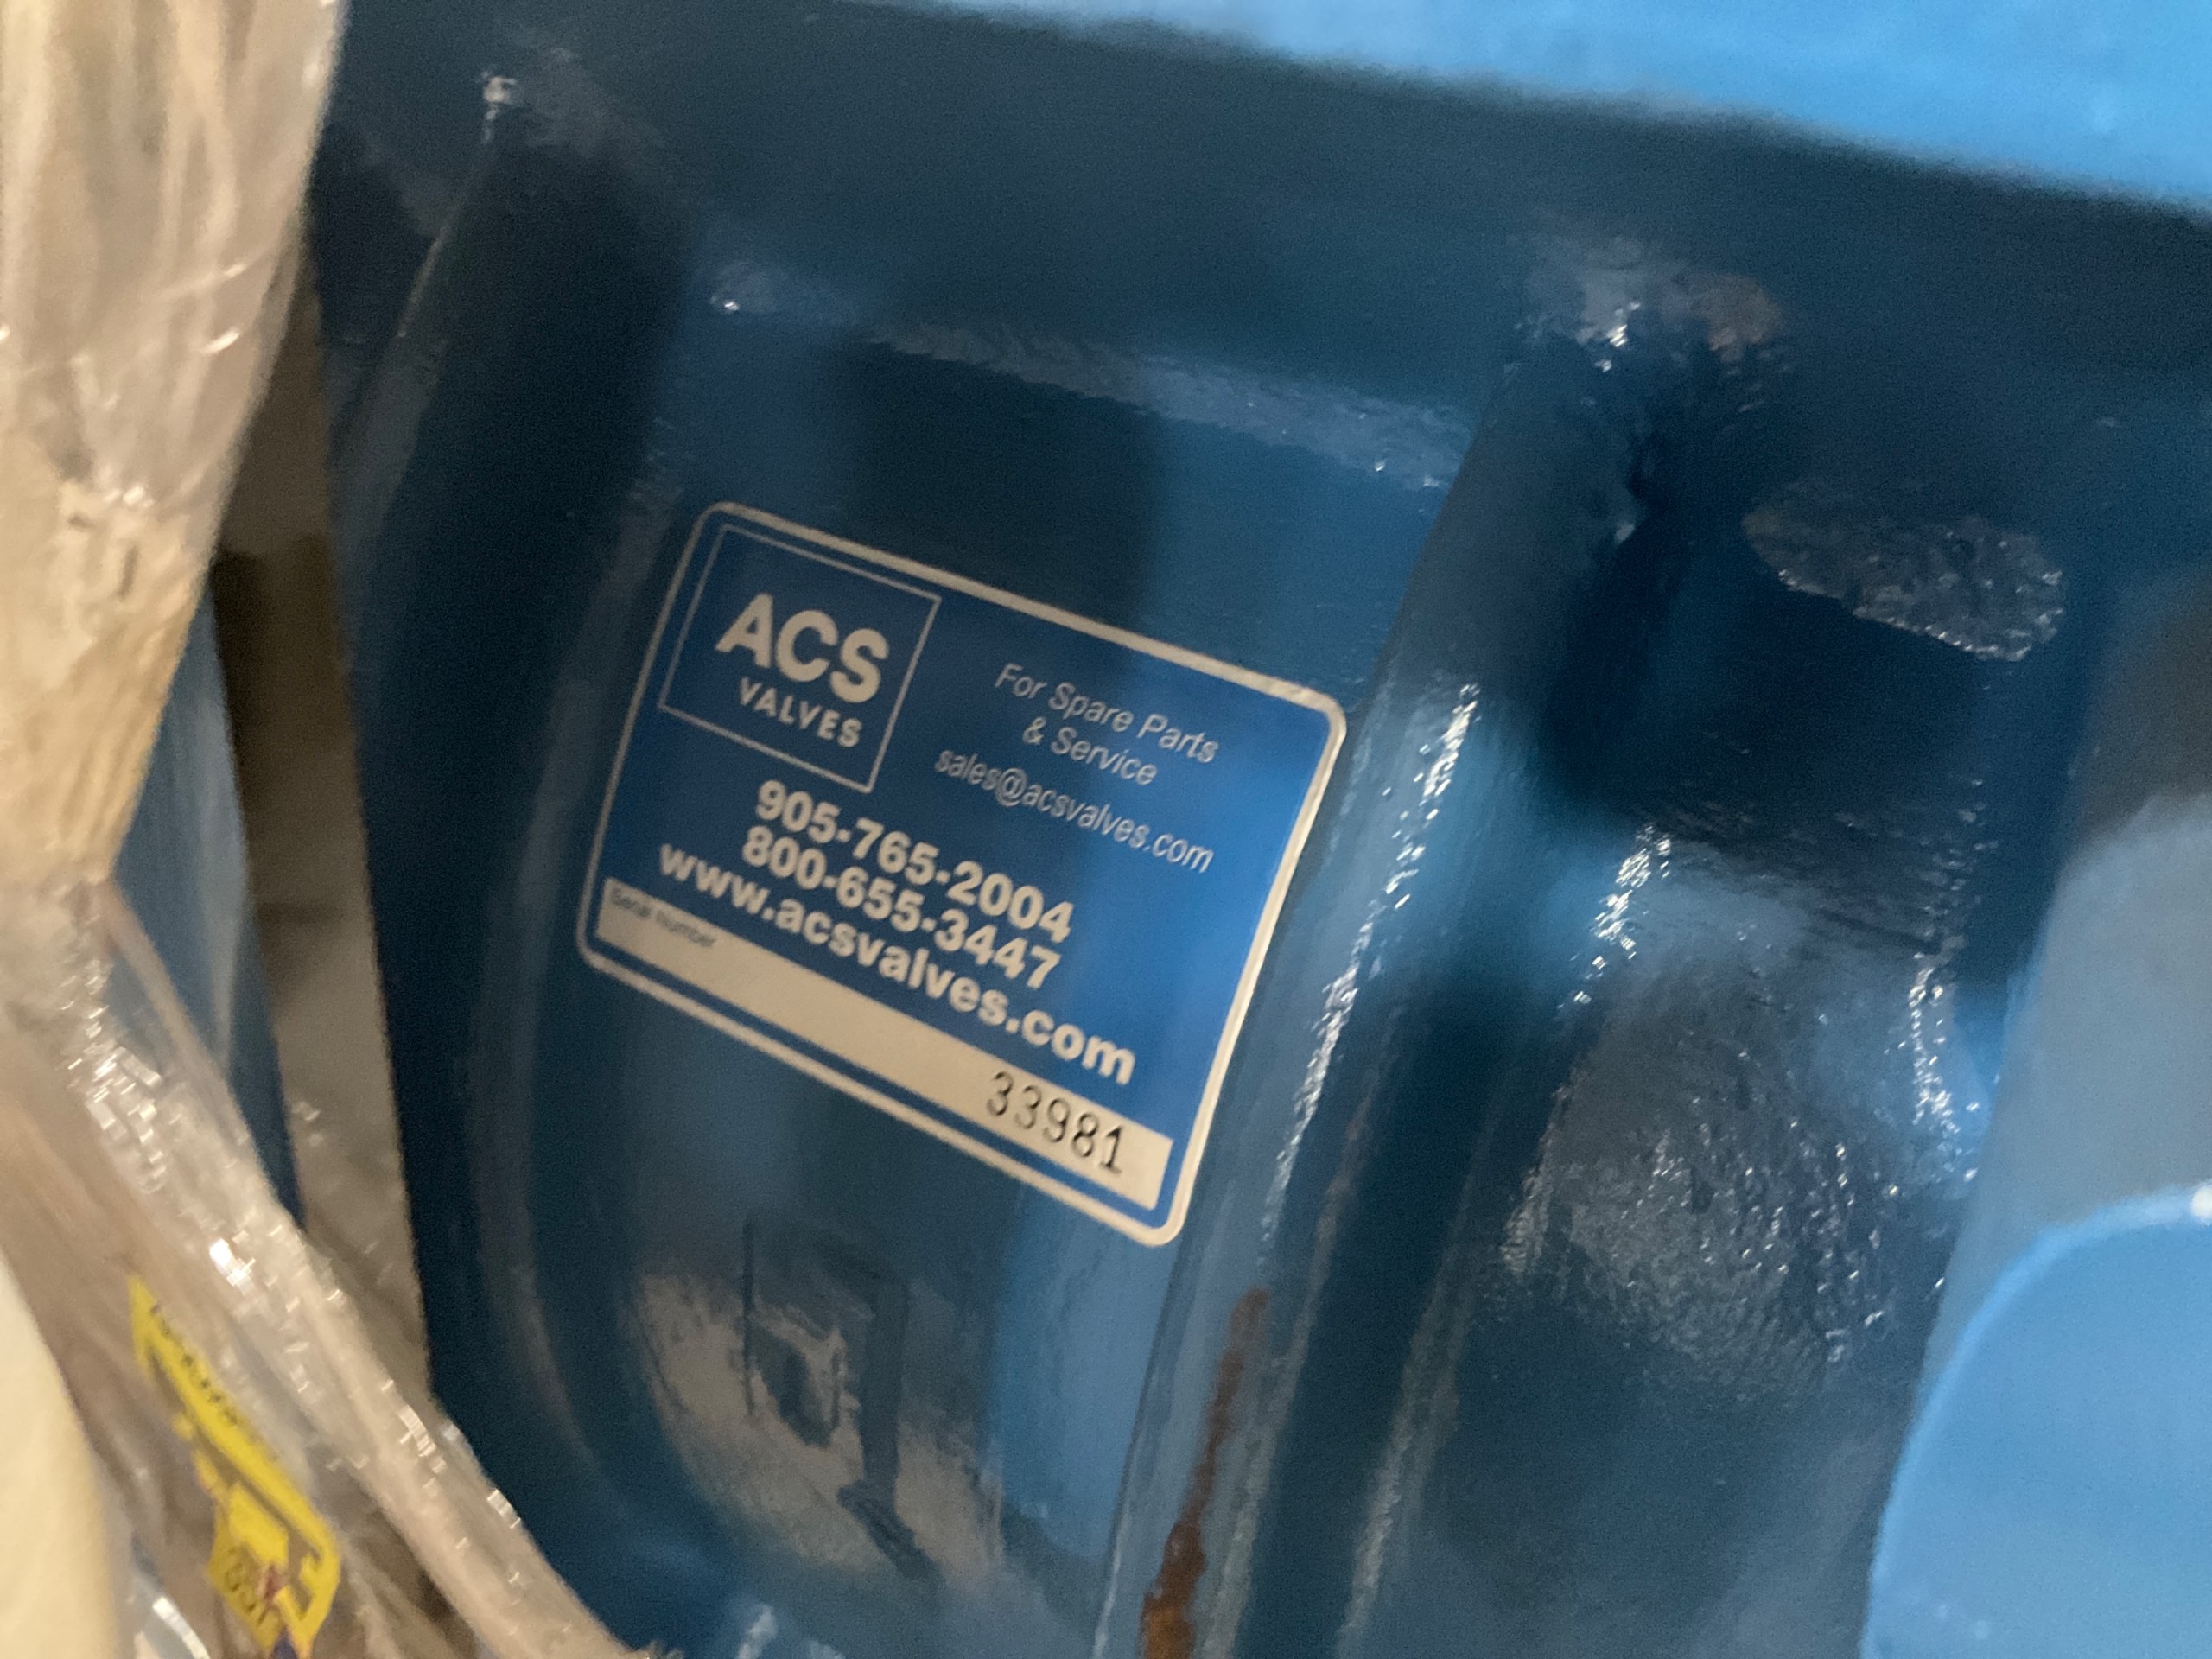 ACS
VALVES
For Spare Parts
& Service
sales@acsvalves.com
905-765-2004
800-655-3447
www.acsvalves.com
Serial Number
33981